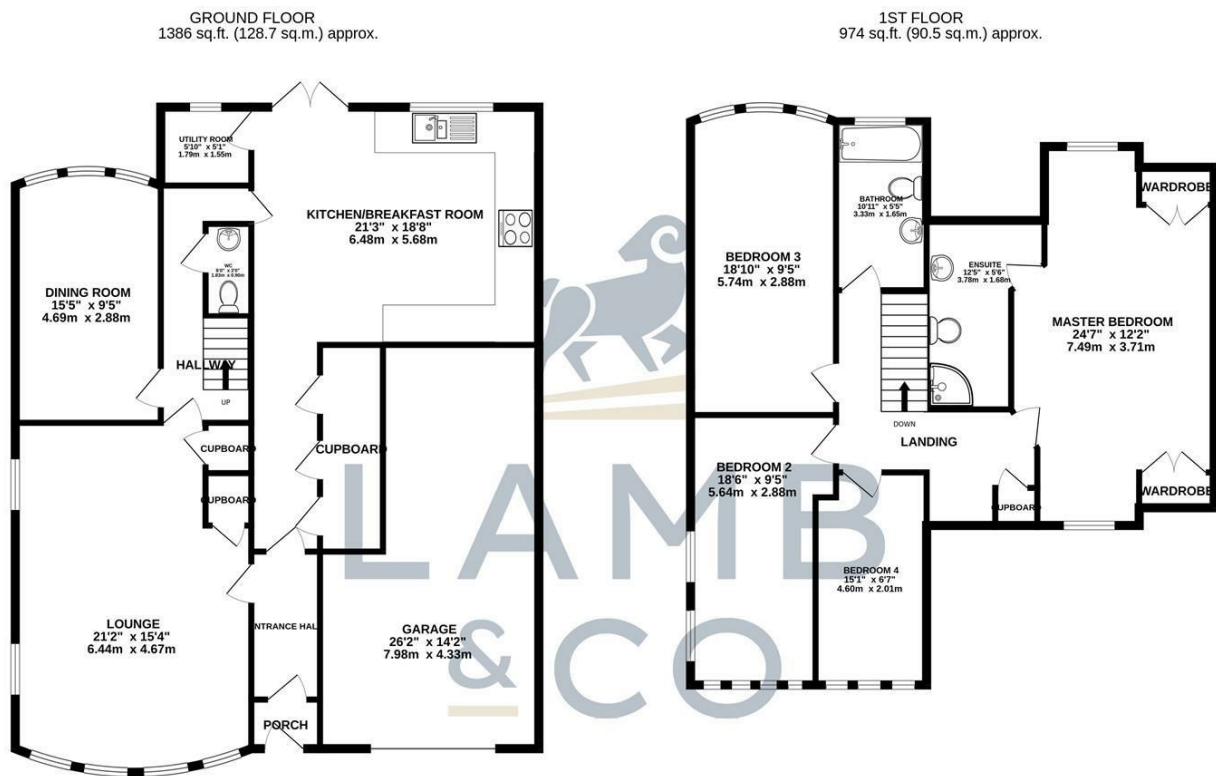 GROUND FLOOR
1386 sq.ft. (128.7 sq.m.) approx.
UTILITY ROOM
5'10" x 5'1"
1.79m x 1.55m
KITCHEN/BREAKFAST ROOM
21'3" x 18'8"
6.48m x 5.68m
WC
DINING ROOM
15'5" x 9'5"
4.69m x 2.88m
HALLWAY
UP
CUPBOARD
CUPBOARD
CUPBOARD
LOUNGE
21'2" x 15'4"
6.44m x 4.67m
ENTRANCE HALL
GARAGE
26'2" x 14'2"
7.98m x 4.33m
PORCH
1ST FLOOR
974 sq.ft. (90.5 sq.m.) approx.
BATHROOM
10'11" x 5'5"
3.33m x 1.65m
WARDROBE
BEDROOM 3
18'10" x 9'5"
5.74m x 2.88m
ENSUITE
12'5" x 5'6"
3.78m x 1.68m
MASTER BEDROOM
24'7" x 12'2"
7.49m x 3.71m
DOWN
LANDING
BEDROOM 2
18'6" x 9'5"
5.64m x 2.88m
WARDROBE
CUPBOARD
BEDROOM 4
15'1" x 6'7"
4.60m x 2.01m
LAMB
& CO